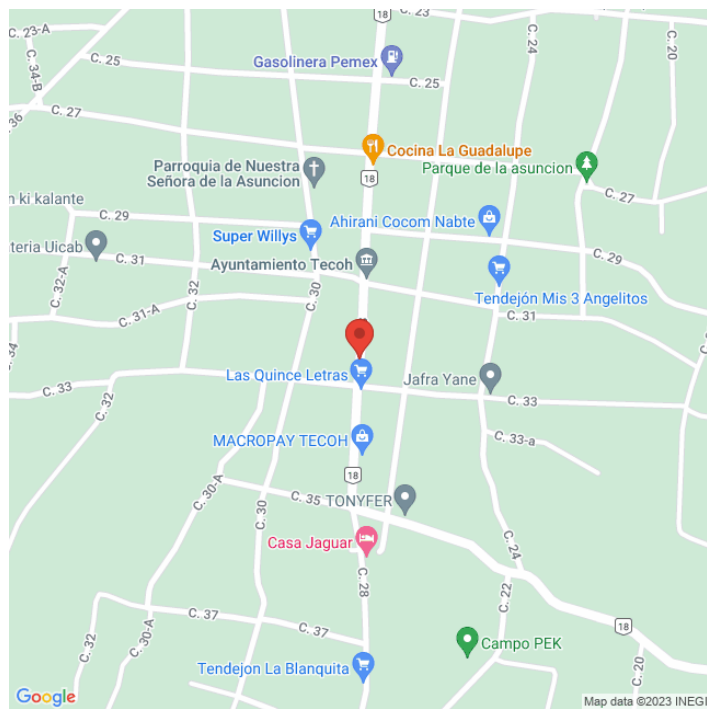 C. 23-A
18
C. 24
C. 20
Gasolinera Pemex
C. 25
C. 25
C. 34-B
36
C. 27
Cocina La Guadalupe
Parroquia de Nuestra
Señora de la Asuncion
Parque de la asuncion
18
C. 27
n ki kalante
C. 29
Ahirani Cocom Nabte
Super Willys
teria Uicab
C. 31
Ayuntamiento Tecoh
C. 29
C. 32-A
C. 32
C. 30
Tendejón Mis 3 Angelitos
C. 31-A
C. 31
34
C. 33
Las Quince Letras
Jafra Yane
C. 32
C. 33
MACROPAY TECOH
C. 33-a
18
C. 30-A
C. 35
TONYFER
C. 30
Casa Jaguar
C. 24
C. 28
C. 22
C. 37
C. 30-A
C. 32
C. 37
18
Campo PEK
Tendejon La Blanquita
C. 20
Google
Map data ©2023 INEGI